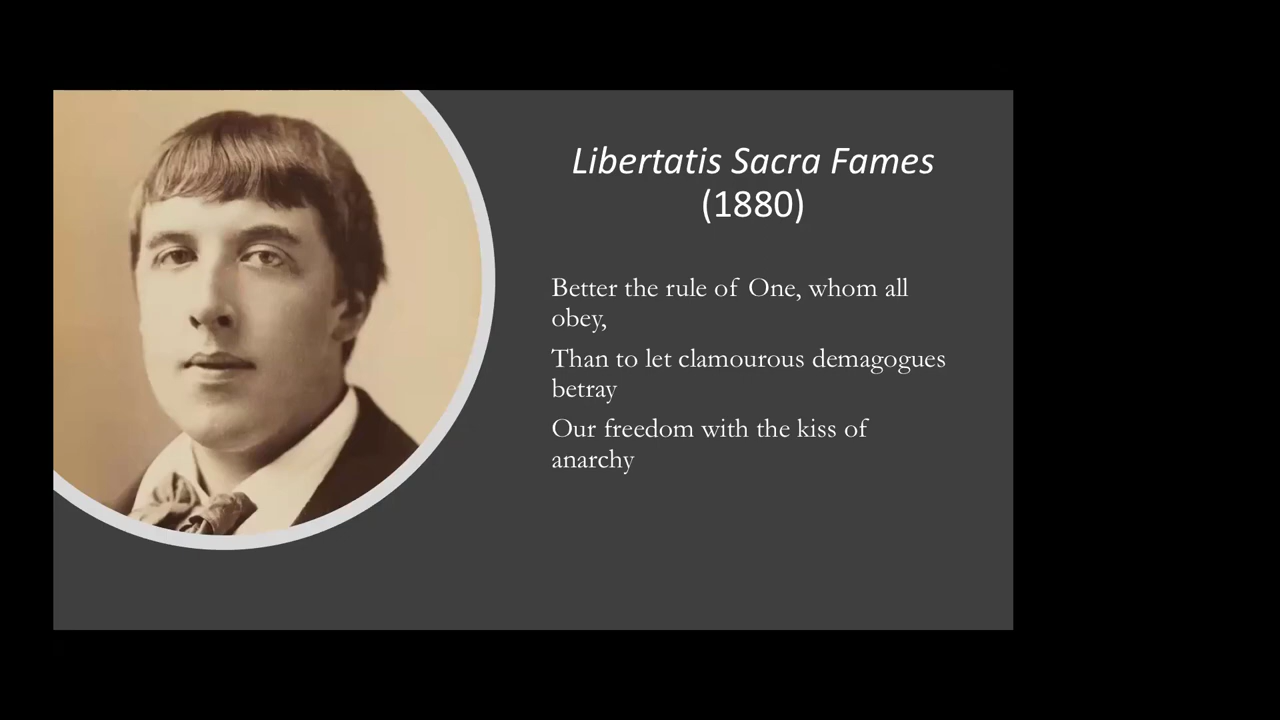 Libertatis Sacra Fames
(1880)
Better the rule of One, whom all
obey,
Than to let clamourous demagogues
betray
Our freedom with the kiss of
anarchy